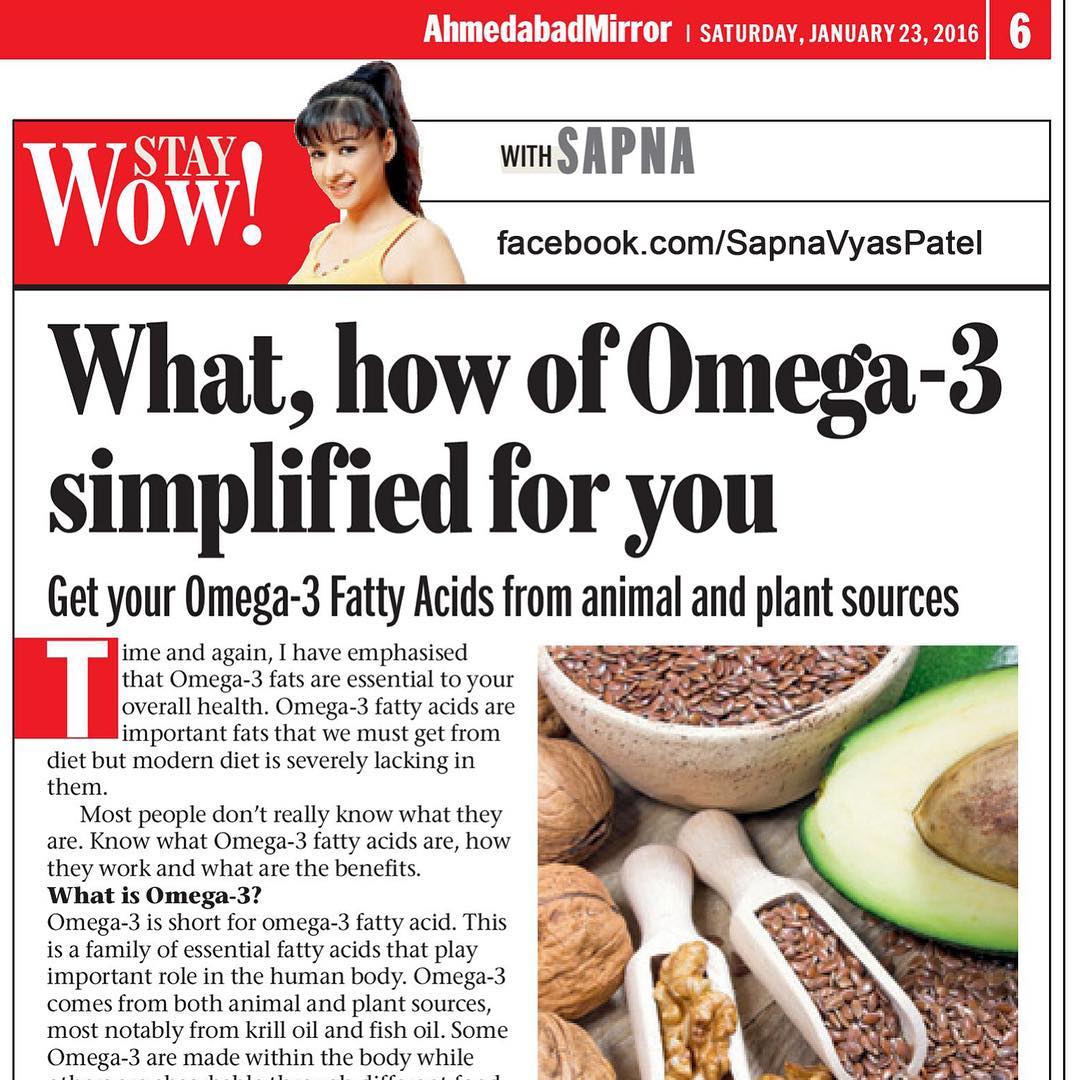 AhmedabadMirror | SATURDAY, JANUARY 23, 2016 6
STAY
WOW!
WITH SAPNA
facebook.com/SapnaVyasPatel
What, how of Omega-3
simplified for you
Get your Omega-3 Fatty Acids from animal and plant sources
Time and again, I have emphasised
that Omega-3 fats are essential to your
overall health. Omega-3 fatty acids are
important fats that we must get from
diet but modern diet is severely lacking in
them.
Most people don’t really know what they
are. Know what Omega-3 fatty acids are, how
they work and what are the benefits.
What is Omega-3?
Omega-3 is short for omega-3 fatty acid. This
is a family of essential fatty acids that play
important role in the human body. Omega-3
comes from both animal and plant sources,
most notably from krill oil and fish oil. Some
Omega-3 are made within the body while